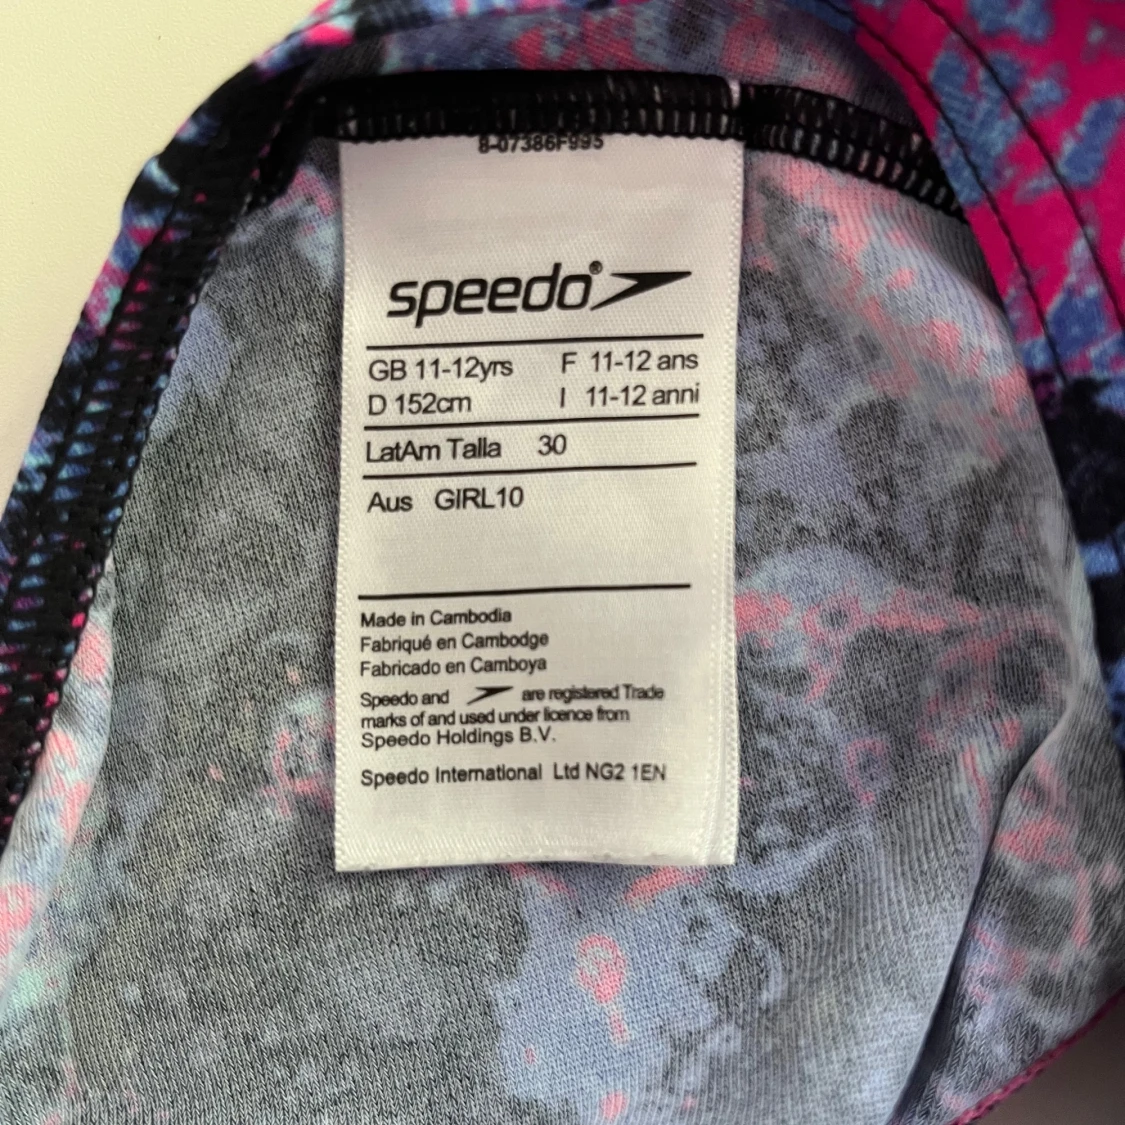 8-07386F995
speedo®
GB 11-12yrs F 11-12 ans
D 152cm I 11-12 anni
LatAm Talla 30
Aus GIRL10
Made in Cambodia
Fabriqué en Cambodge
Fabricado en Camboya
Speedo and are registered Trade
marks of and used under licence from
Speedo Holdings B.V.
Speedo International Ltd NG2 1EN